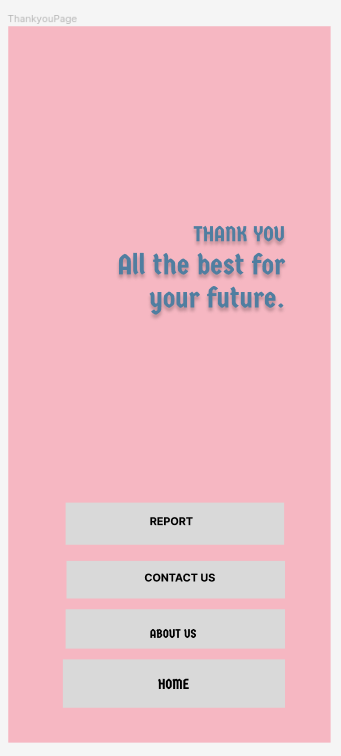 ThankyouPage
THANK YOU
All the best for
your future.
REPORT
CONTACT US
ABOUT US
HOME